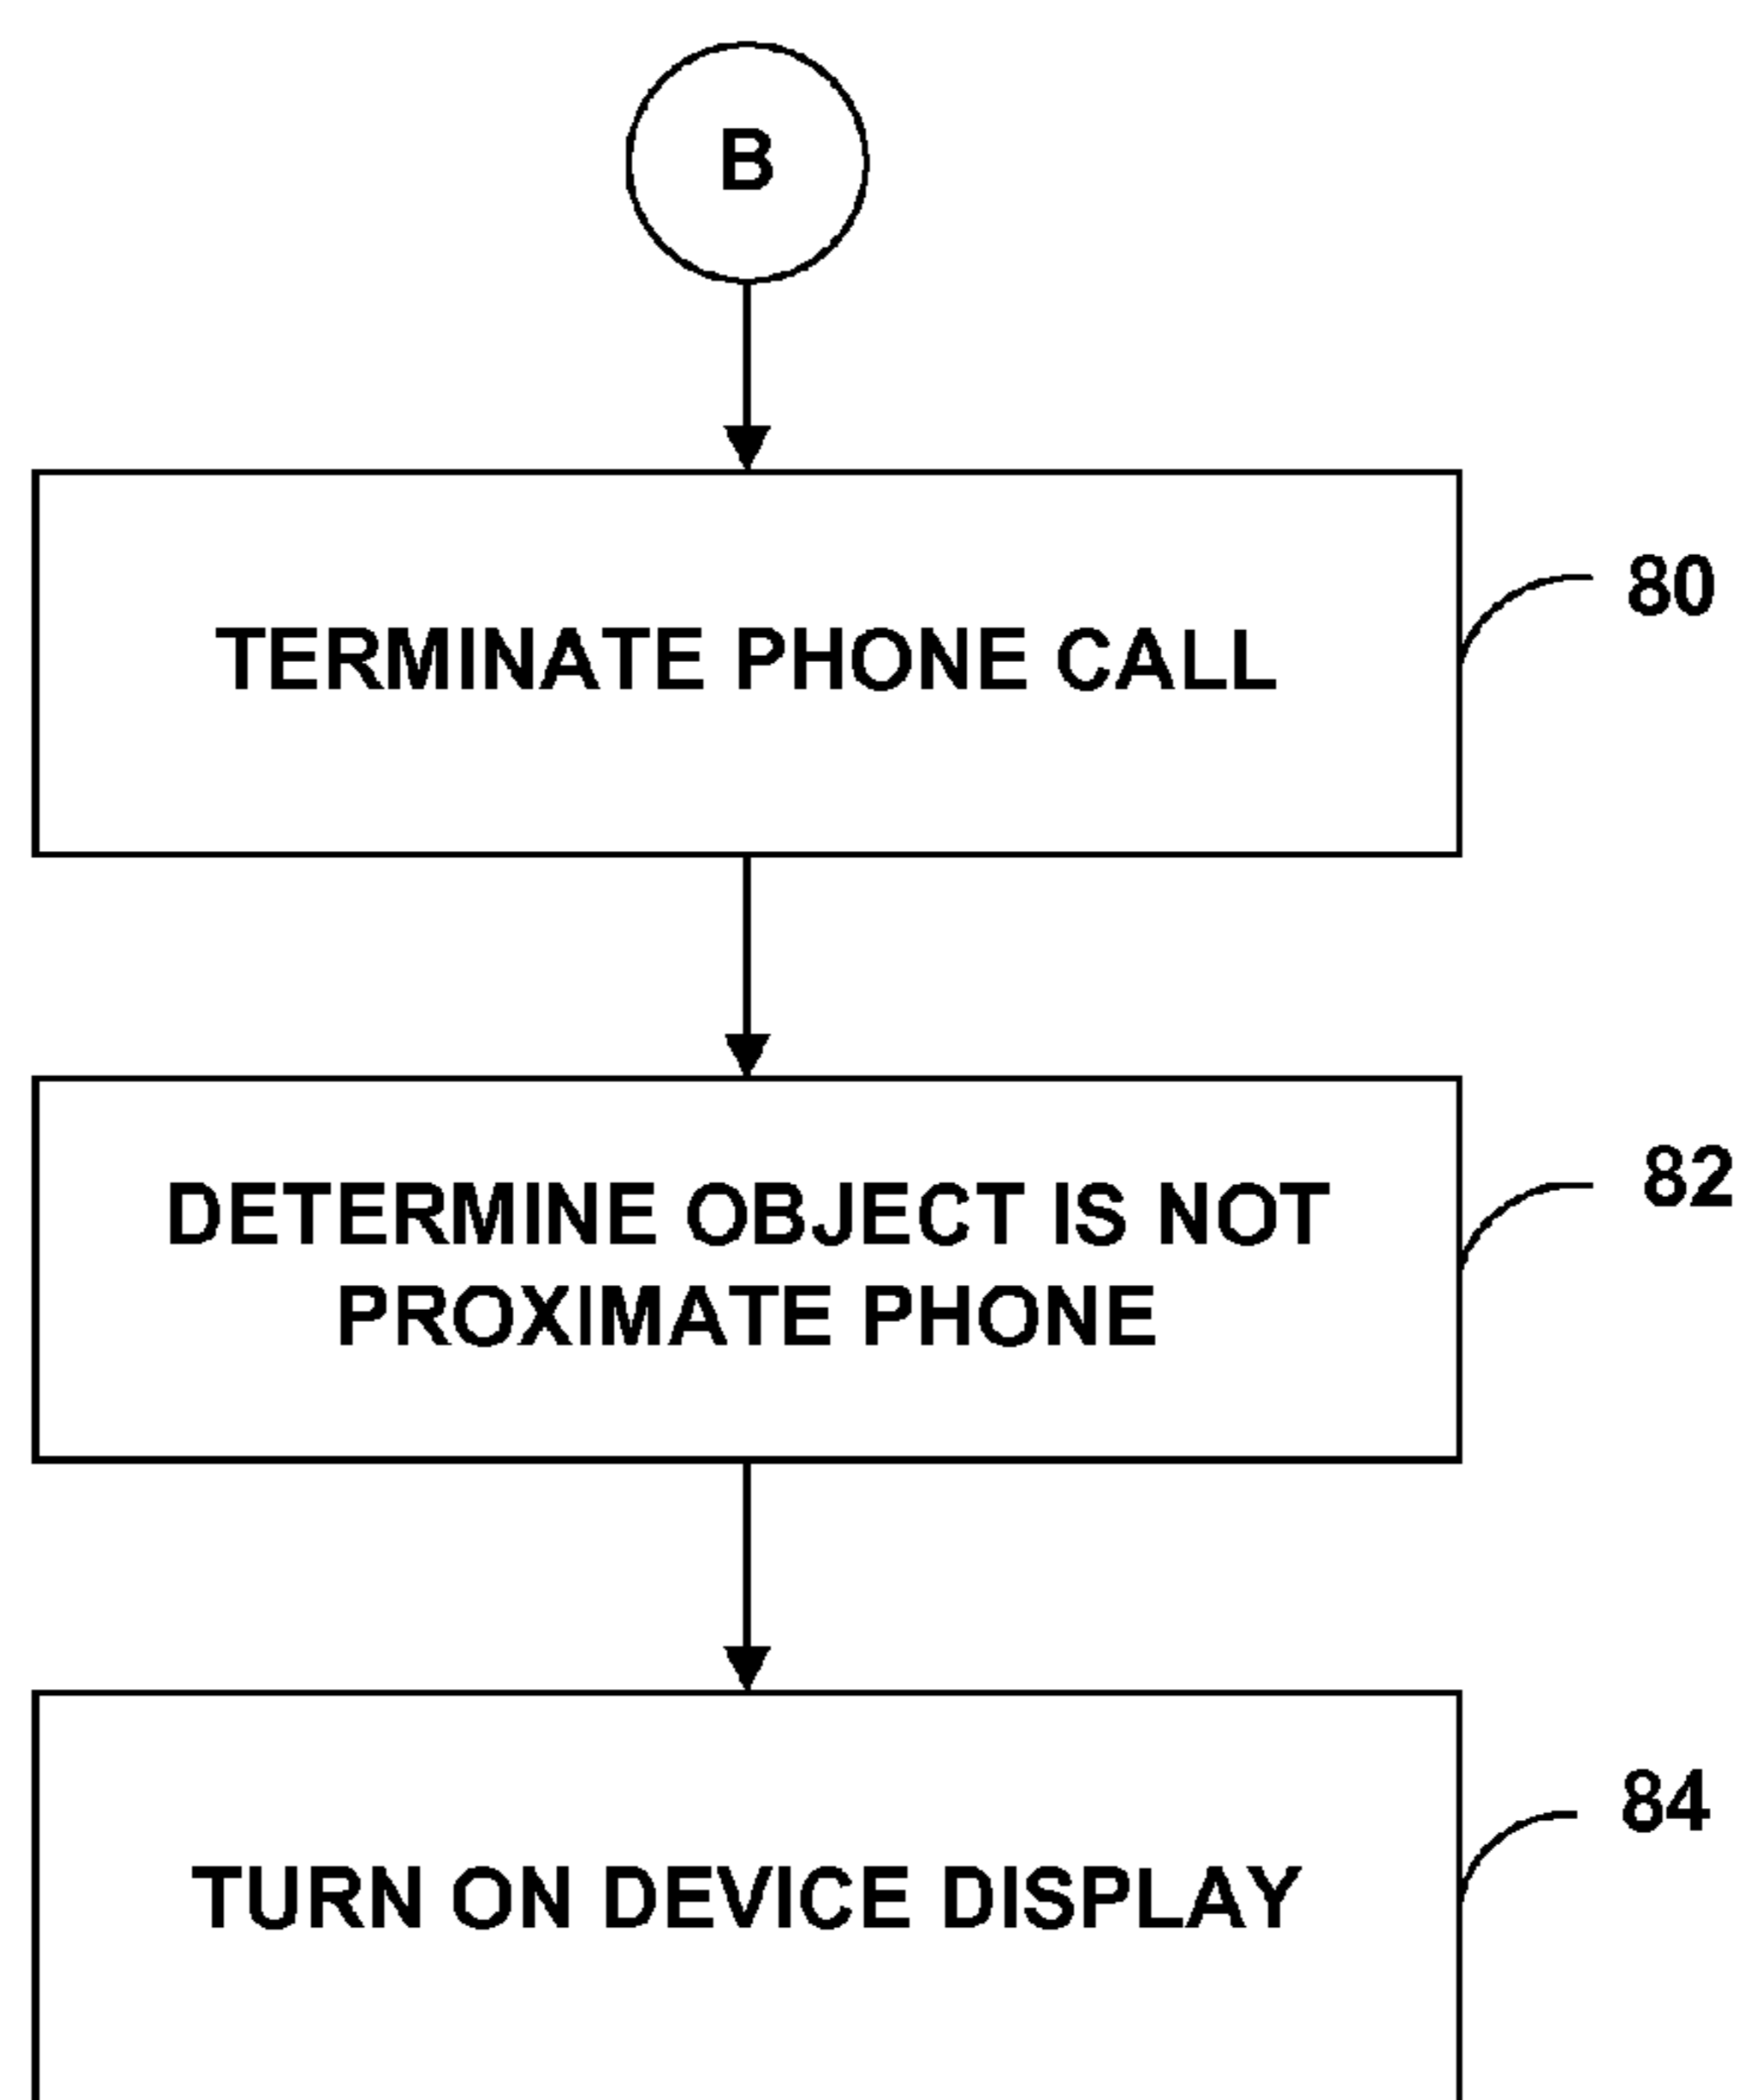 B
TERMINATE PHONE CALL
80
DETERMINE OBJECT IS NOT
PROXIMATE PHONE
82
TURN ON DEVICE DISPLAY
84